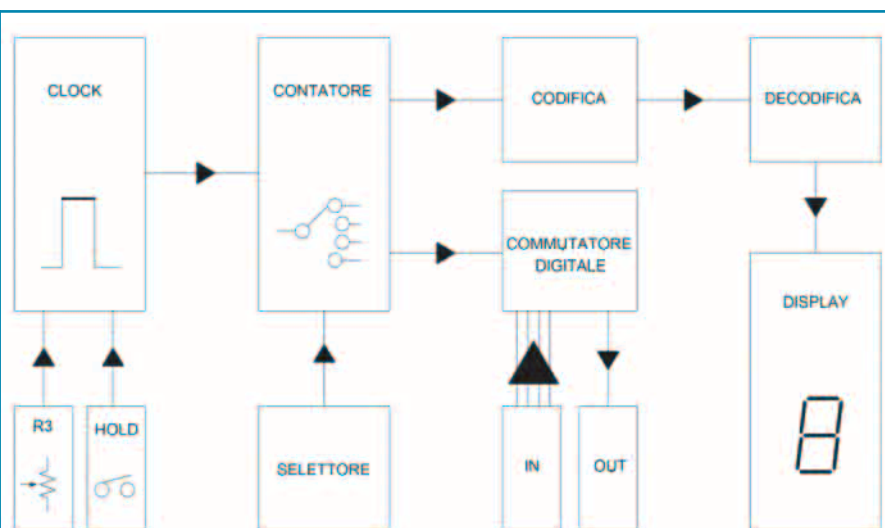 CLOCK
CONTATORE
CODIFICA
DECODIFICA
COMMUTATORE
DIGITALE
DISPLAY
R3
HOLD
SELETTORE
IN
OUT